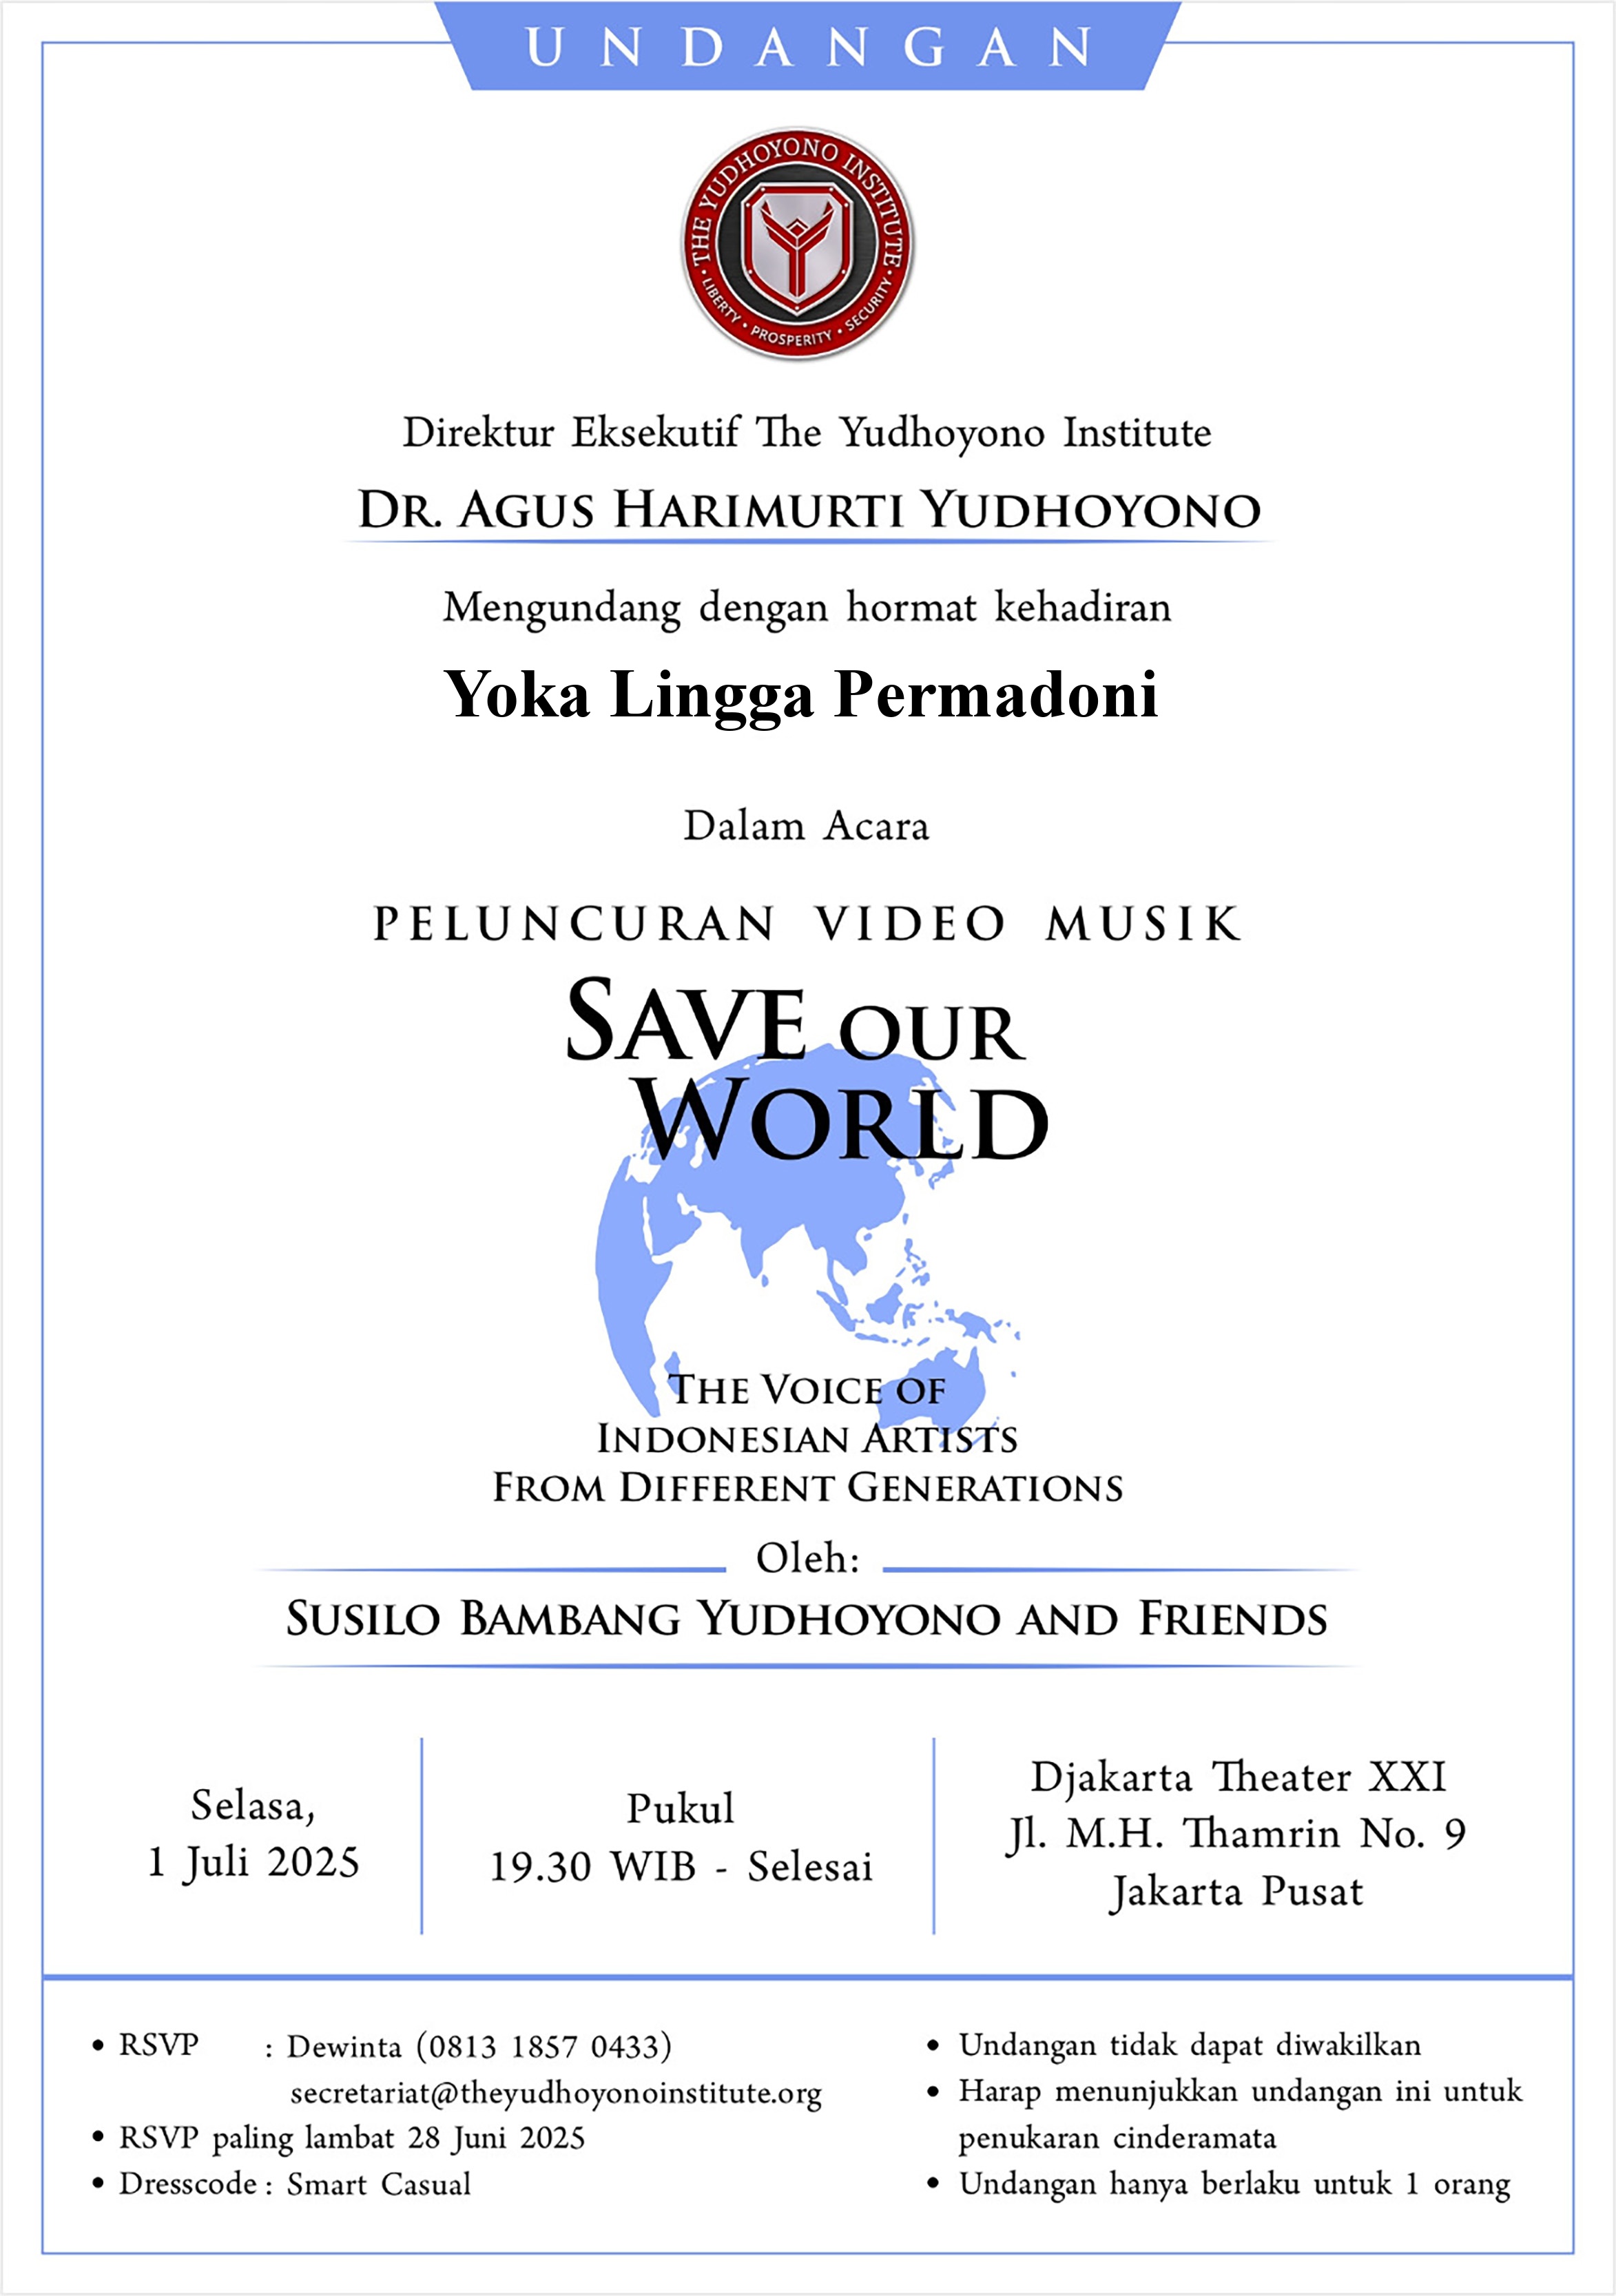 UNDANGAN
THE YUDHOYONO INSTITUTE
• LIBERTY • PROSPERITY • SECURITY •
Direktur Eksekutif The Yudhoyono Institute
DR. AGUS HARIMURTI YUDHOYONO
Mengundang dengan hormat kehadiran
Yoka Lingga Permadoni
Dalam Acara
PELUNCURAN VIDEO MUSIK
SAVE OUR
WORLD
THE VOICE OF
INDONESIAN ARTISTS
FROM DIFFERENT GENERATIONS
Oleh:
SUSILO BAMBANG YUDHOYONO AND FRIENDS
Selasa,
1 Juli 2025
Pukul
19.30 WIB - Selesai
Djakarta Theater XXI
Jl. M.H. Thamrin No. 9
Jakarta Pusat
• RSVP : Dewinta (0813 1857 0433)
secretariat@theyudhoyonoinstitute.org
• RSVP paling lambat 28 Juni 2025
• Dresscode : Smart Casual
• Undangan tidak dapat diwakilkan
• Harap menunjukkan undangan ini untuk
penukaran cinderamata
• Undangan hanya berlaku untuk 1 orang